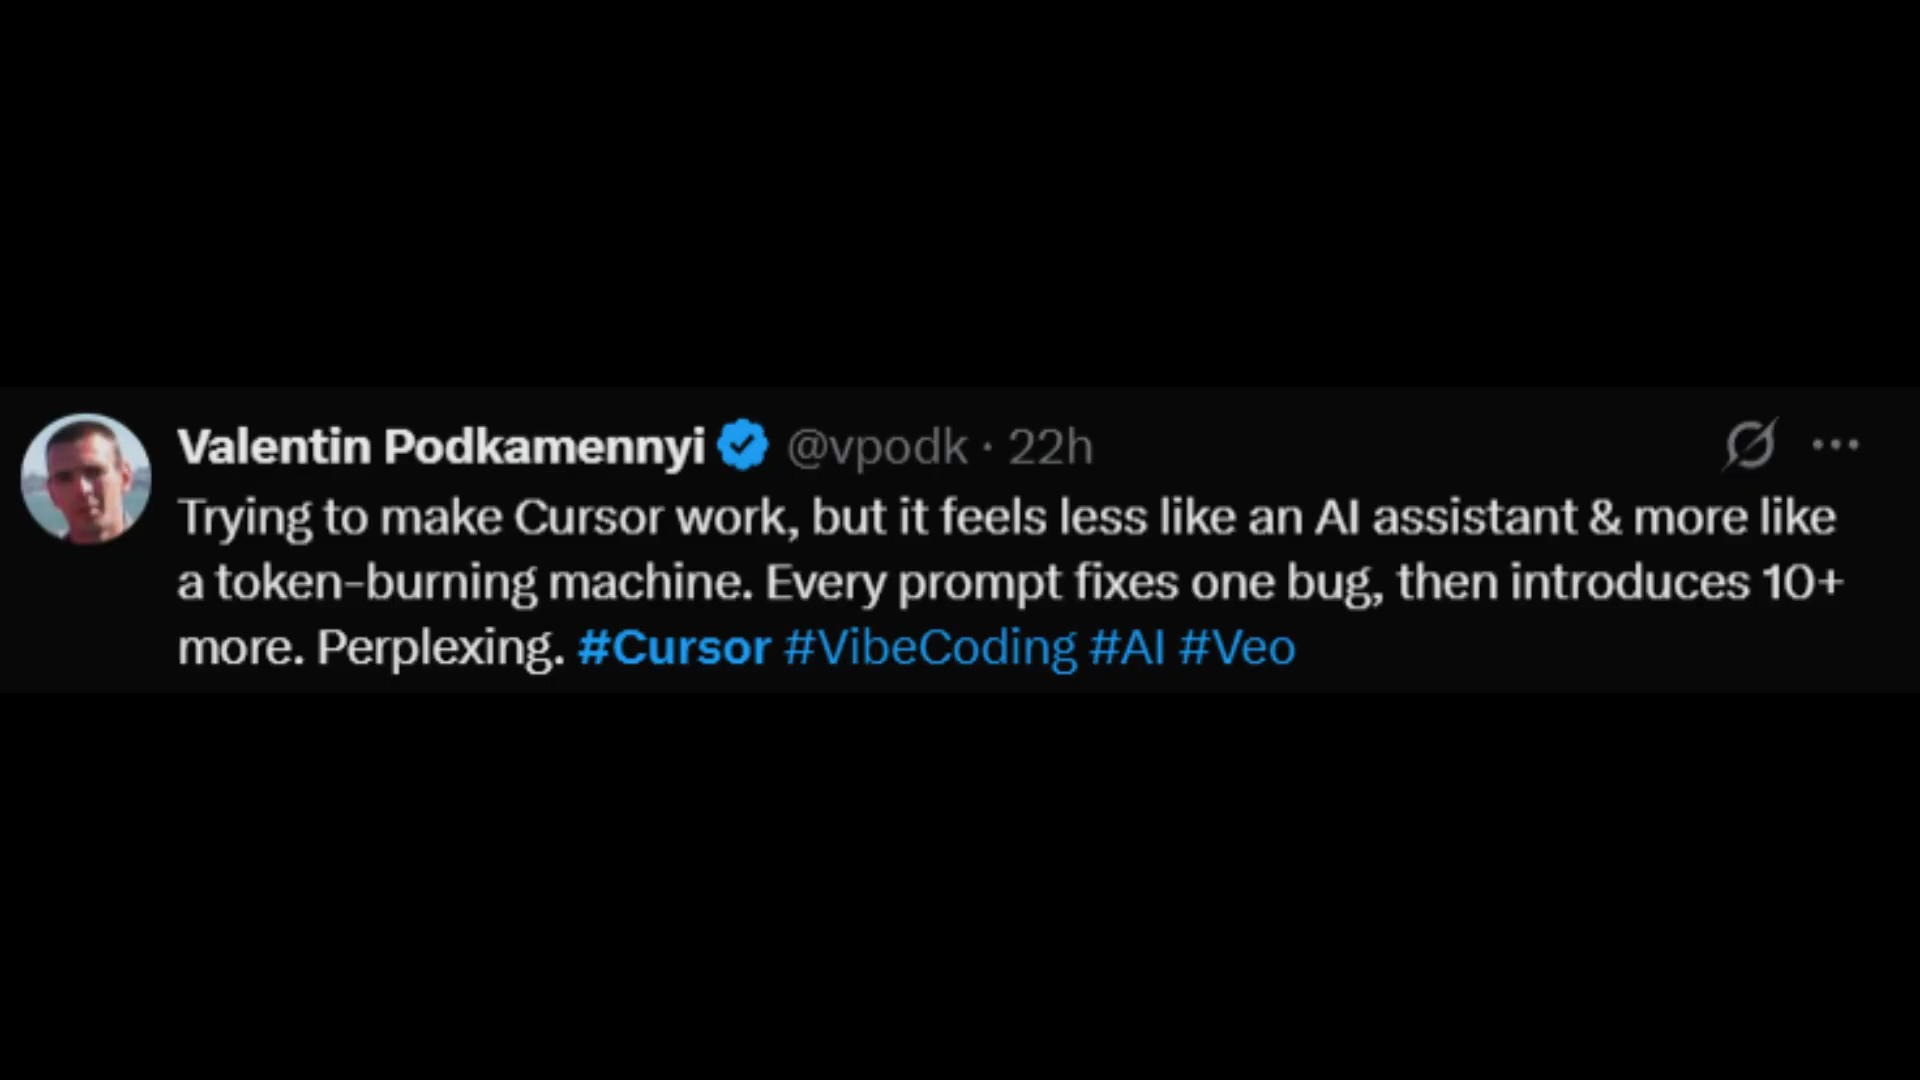 Valentin Podkamennyi @vpodk · 22h
Trying to make Cursor work, but it feels less like an AI assistant & more like
a token-burning machine. Every prompt fixes one bug, then introduces 10+
more. Perplexing. #Cursor #VibeCoding #AI #Veo